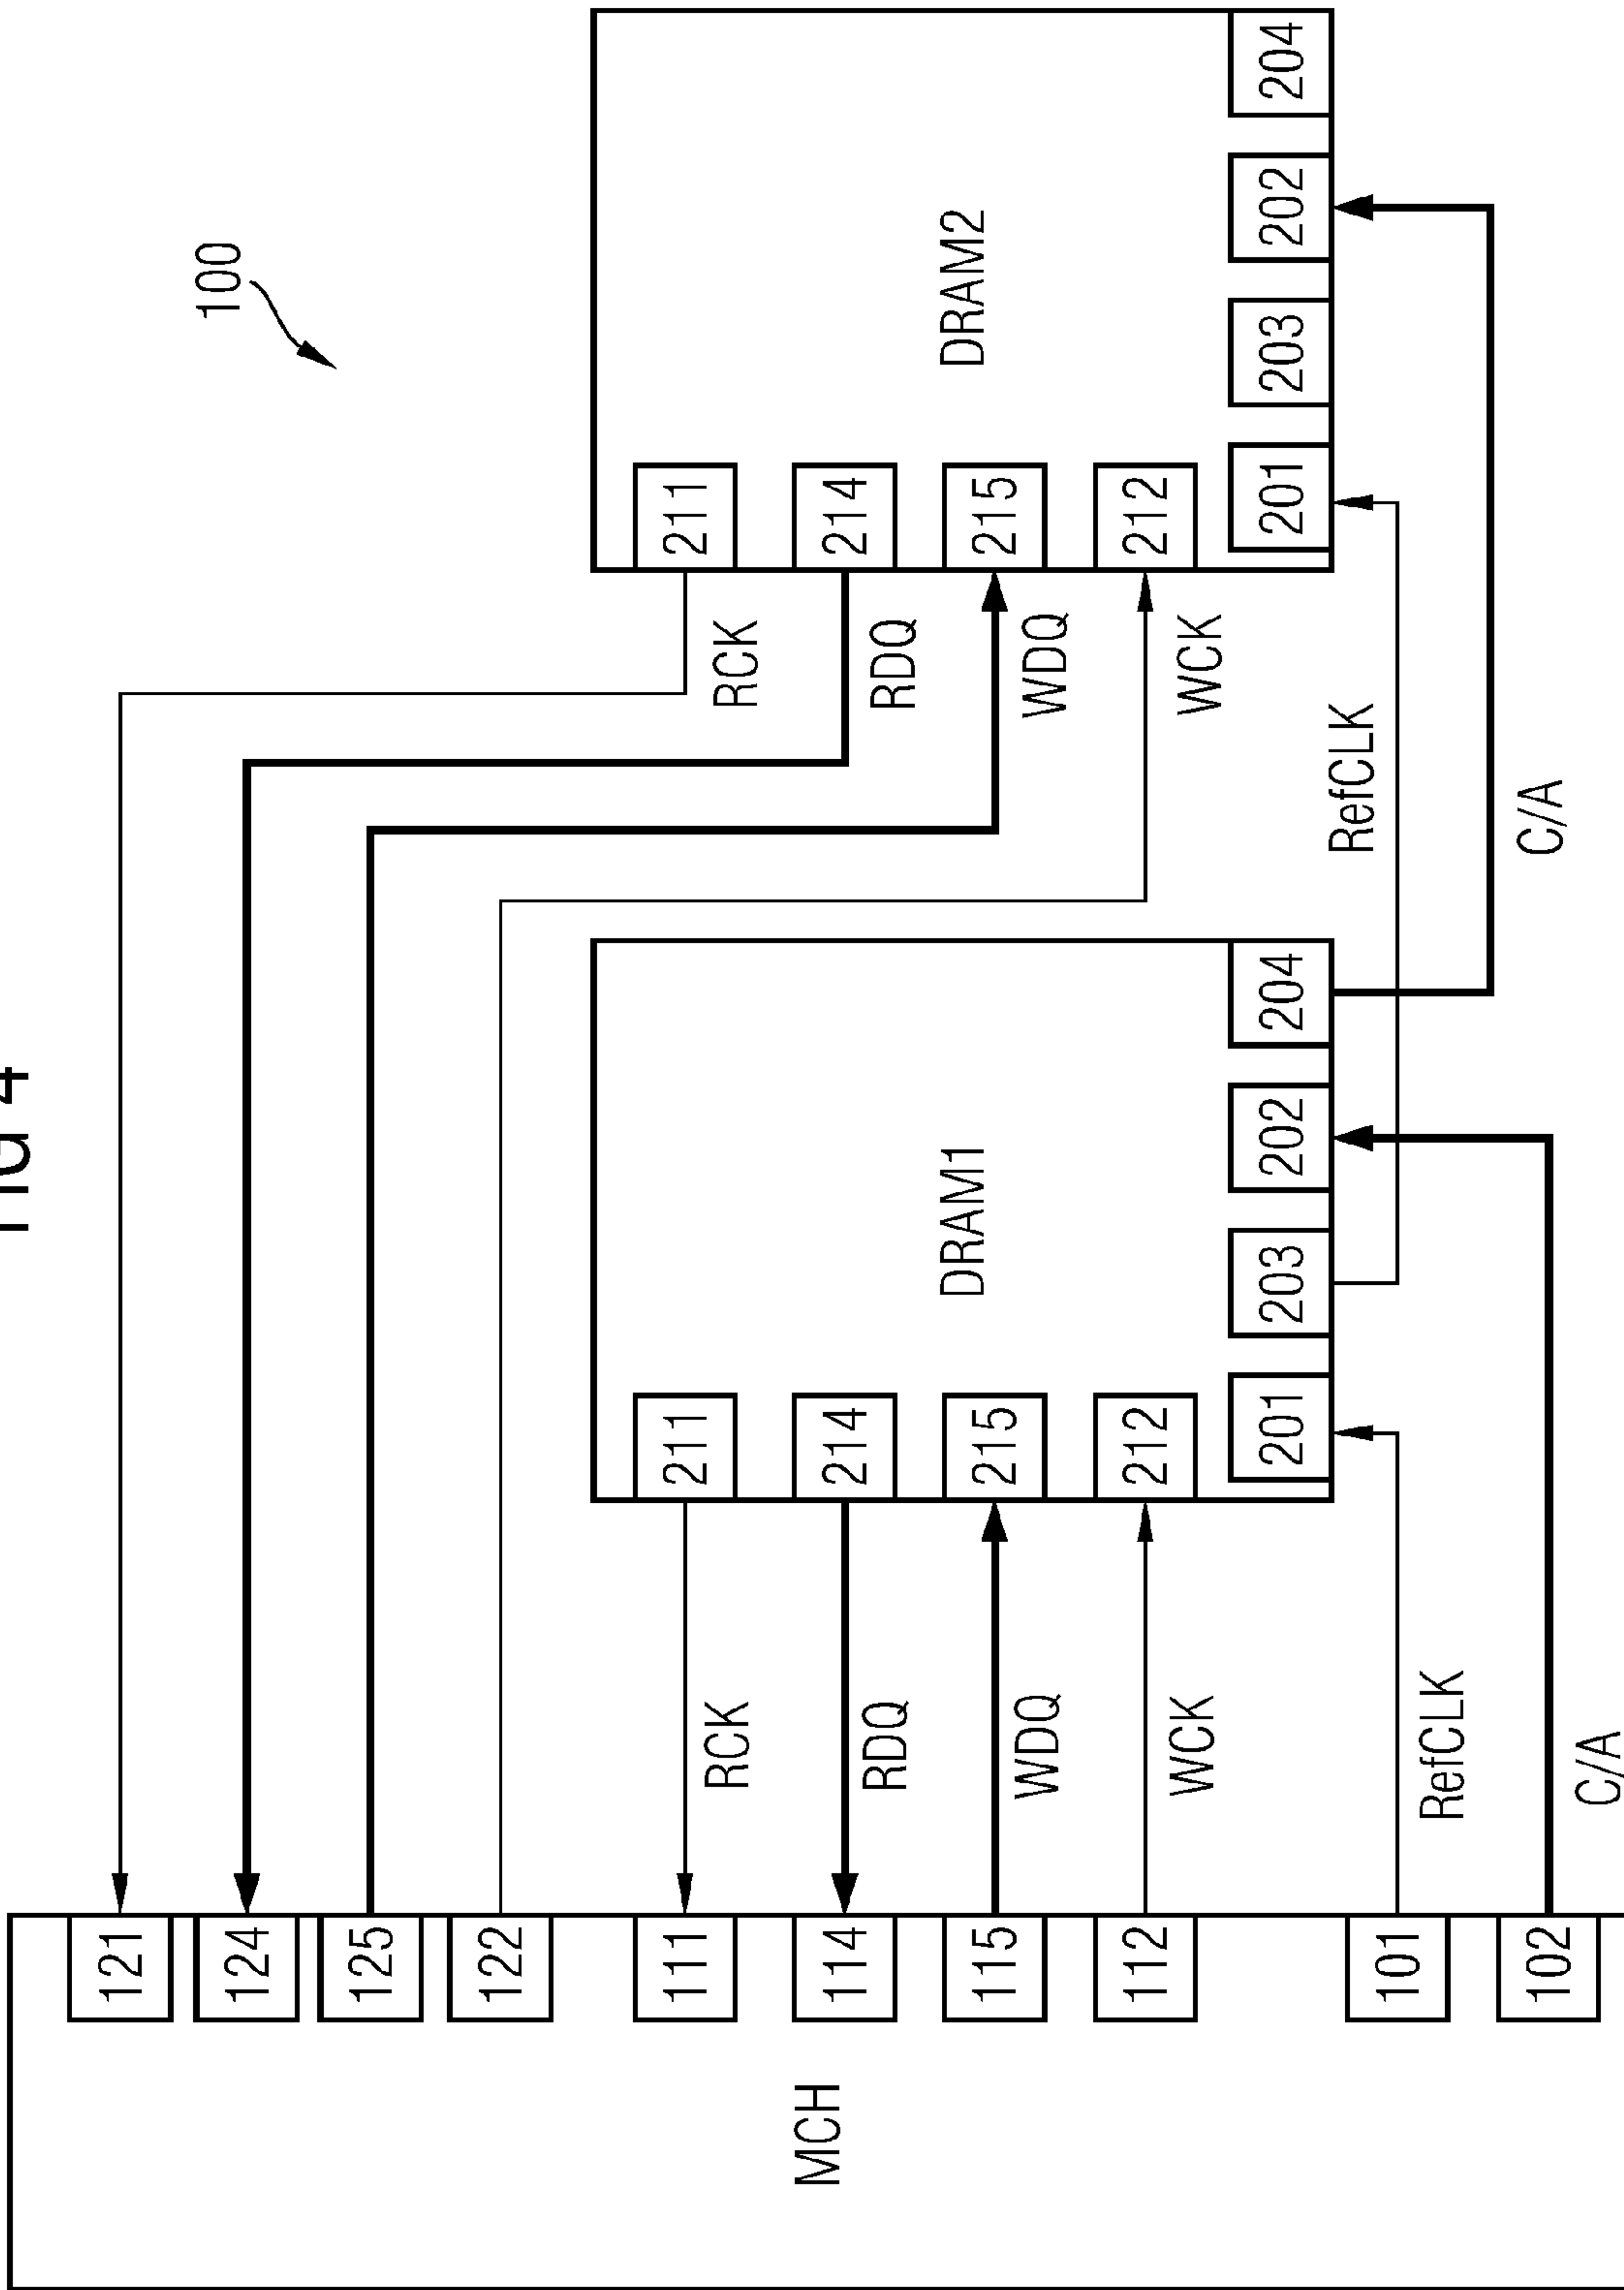 FIG 4
100
121
124
125
122
111
114
115
112
101
102
MCH
RCK
RDQ
WDQ
WCK
RefCLK
C/A
211
214
215
212
201
203
202
204
DRAM1
RCK
RDQ
WDQ
WCK
RefCLK
C/A
211
214
215
212
201
203
202
204
DRAM2